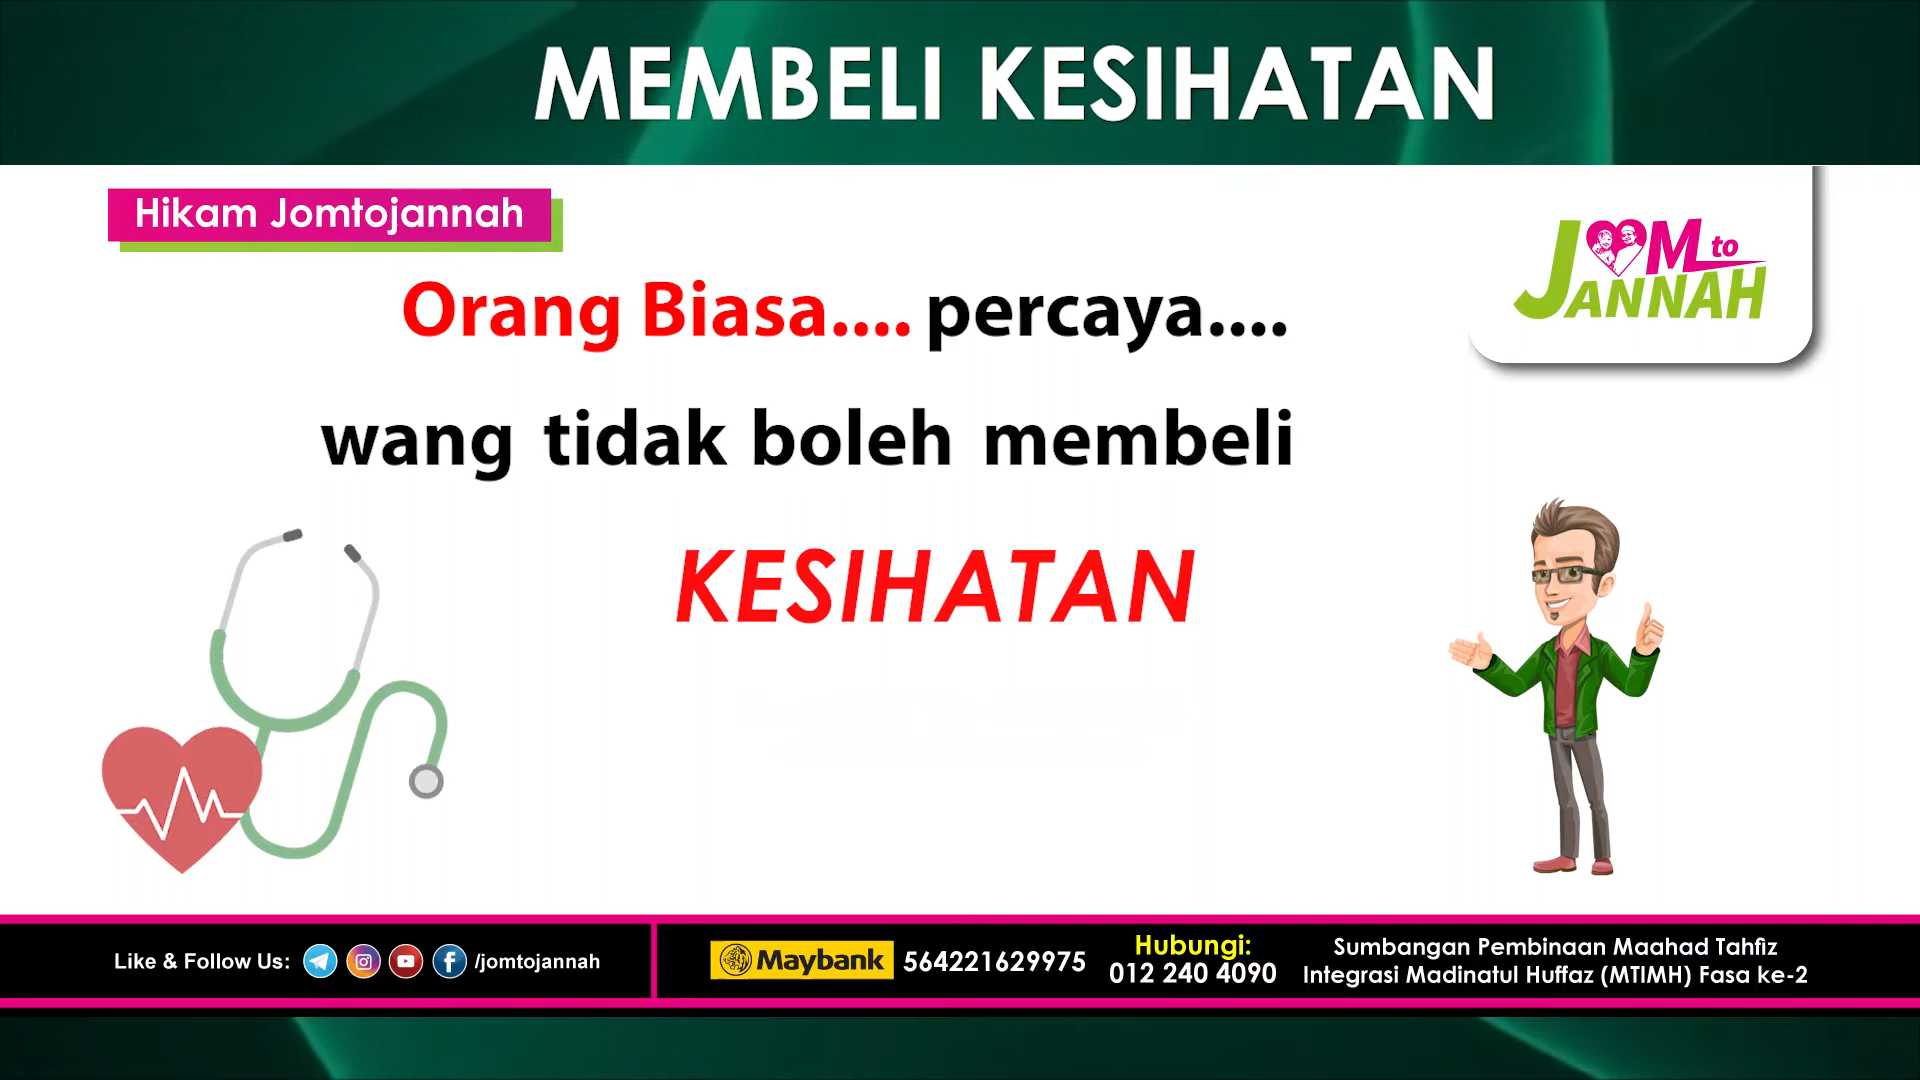 MEMBELI KESIHATAN
Hikam Jomtojannah
JOM to
JANNAH
Orang Biasa.... percaya....
wang tidak boleh membeli
KESIHATAN
Like & Follow Us: /jomtojannah
Maybank 564221629975
Hubungi:
012 240 4090
Sumbangan Pembinaan Maahad Tahfiz
Integrasi Madinatul Huffaz (MTIMH) Fasa ke-2